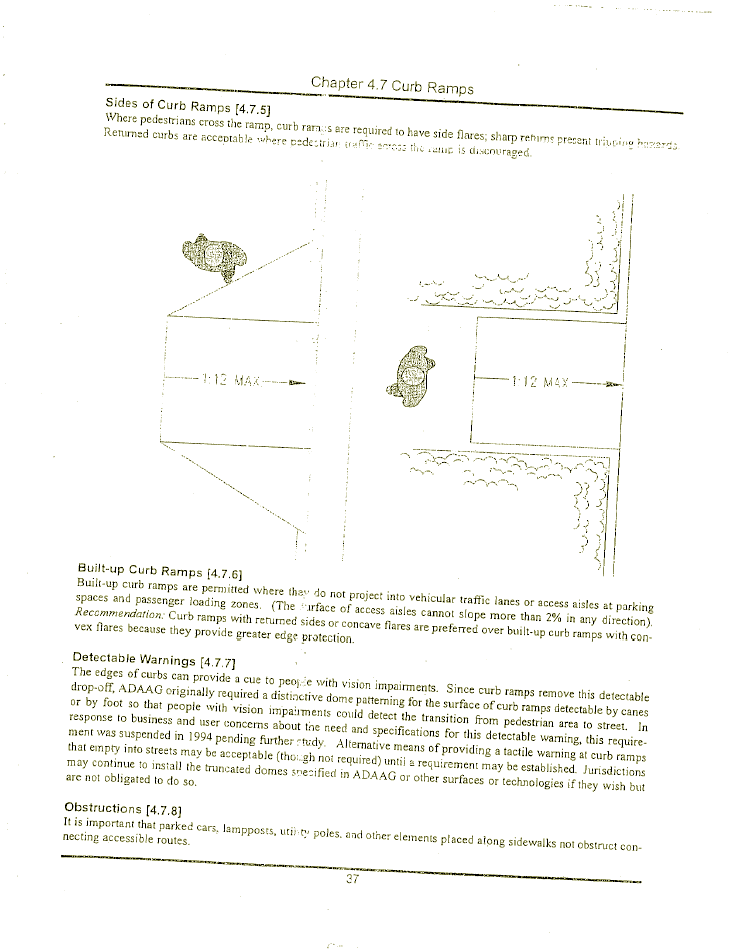 Chapter 4.7 Curb Ramps
Sides of Curb Ramps [4.7.5]
Where pedestrians cross the ramp, curb ramps are required to have side flares; sharp returns present tripping hazards.
Returned curbs are acceptable where pedestrian traffic across the ramp is discouraged.
1:12 MAX
1:12 MAX
Built-up Curb Ramps [4.7.6]
Built-up curb ramps are permitted where they do not project into vehicular traffic lanes or access aisles at parking
spaces and passenger loading zones. (The surface of access aisles cannot slope more than 2% in any direction).
Recommendation: Curb ramps with returned sides or concave flares are preferred over built-up curb ramps with con-
vex flares because they provide greater edge protection.
Detectable Warnings [4.7.7]
The edges of curbs can provide a cue to people with vision impairments. Since curb ramps remove this detectable
drop-off, ADAAG originally required a distinctive dome patterning for the surface of curb ramps detectable by canes
or by foot so that people with vision impairments could detect the transition from pedestrian area to street. In
response to business and user concerns about the need and specifications for this detectable warning, this require-
ment was suspended in 1994 pending further study. Alternative means of providing a tactile warning at curb ramps
that empty into streets may be acceptable (though not required) until a requirement may be established. Jurisdictions
may continue to install the truncated domes specified in ADAAG or other surfaces or technologies if they wish but
are not obligated to do so.
Obstructions [4.7.8]
It is important that parked cars, lampposts, utility poles, and other elements placed along sidewalks not obstruct con-
necting accessible routes.
37